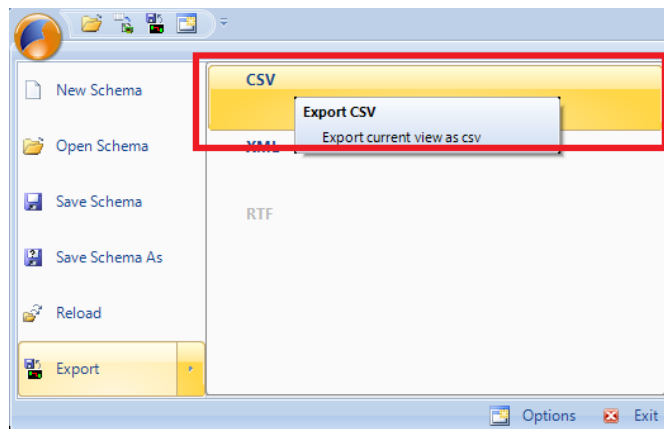 New Schema
Open Schema
Save Schema
Save Schema As
Reload
Export
CSV
Export CSV
Export current view as csv
XML
RTF
Options
Exit